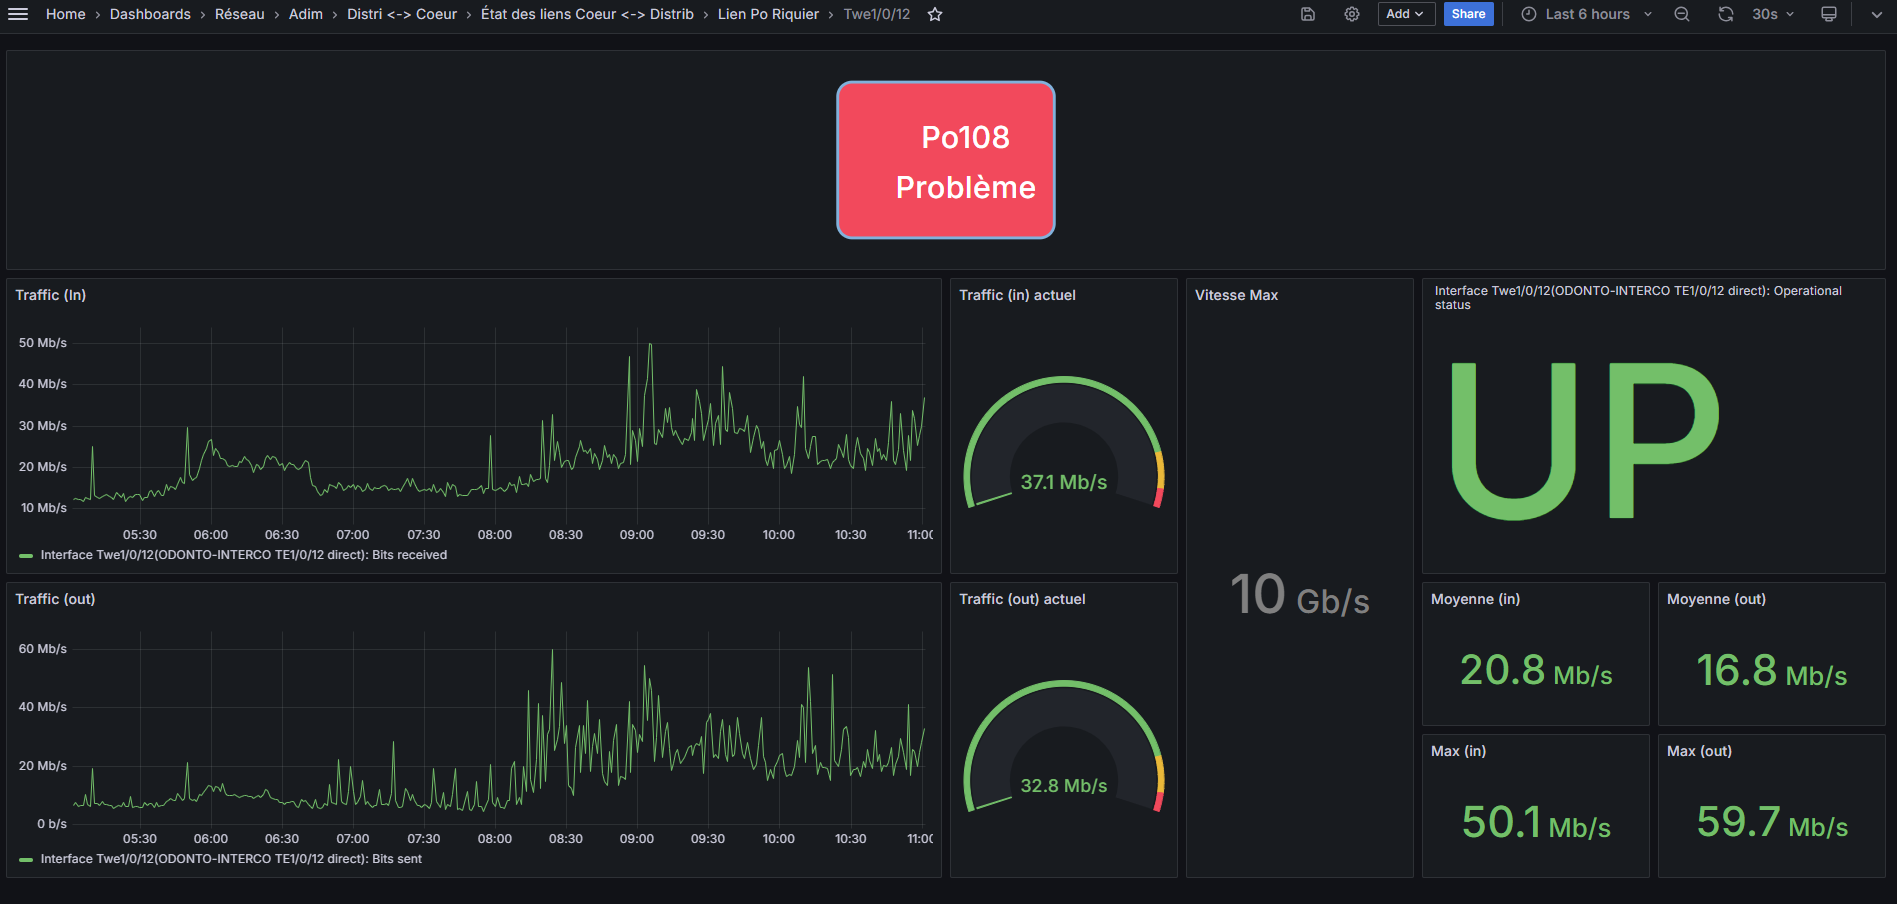 Home › Dashboards › Réseau › Adim › Distri <-> Coeur › État des liens Coeur <-> Distrib › Lien Po Riquier › Twe1/0/12
Add
Share
Last 6 hours
30s
Po108
Problème
Traffic (In)
50 Mb/s
40 Mb/s
30 Mb/s
20 Mb/s
10 Mb/s
05:30 06:00 06:30 07:00 07:30 08:00 08:30 09:00 09:30 10:00 10:30 11:00
Interface Twe1/0/12(ODONTO-INTERCO TE1/0/12 direct): Bits received
Traffic (in) actuel
37.1 Mb/s
Vitesse Max
10 Gb/s
Interface Twe1/0/12(ODONTO-INTERCO TE1/0/12 direct): Operational
status
UP
Traffic (out)
60 Mb/s
40 Mb/s
20 Mb/s
0 b/s
05:30 06:00 06:30 07:00 07:30 08:00 08:30 09:00 09:30 10:00 10:30 11:00
Interface Twe1/0/12(ODONTO-INTERCO TE1/0/12 direct): Bits sent
Traffic (out) actuel
32.8 Mb/s
Moyenne (in)
20.8 Mb/s
Moyenne (out)
16.8 Mb/s
Max (in)
50.1 Mb/s
Max (out)
59.7 Mb/s